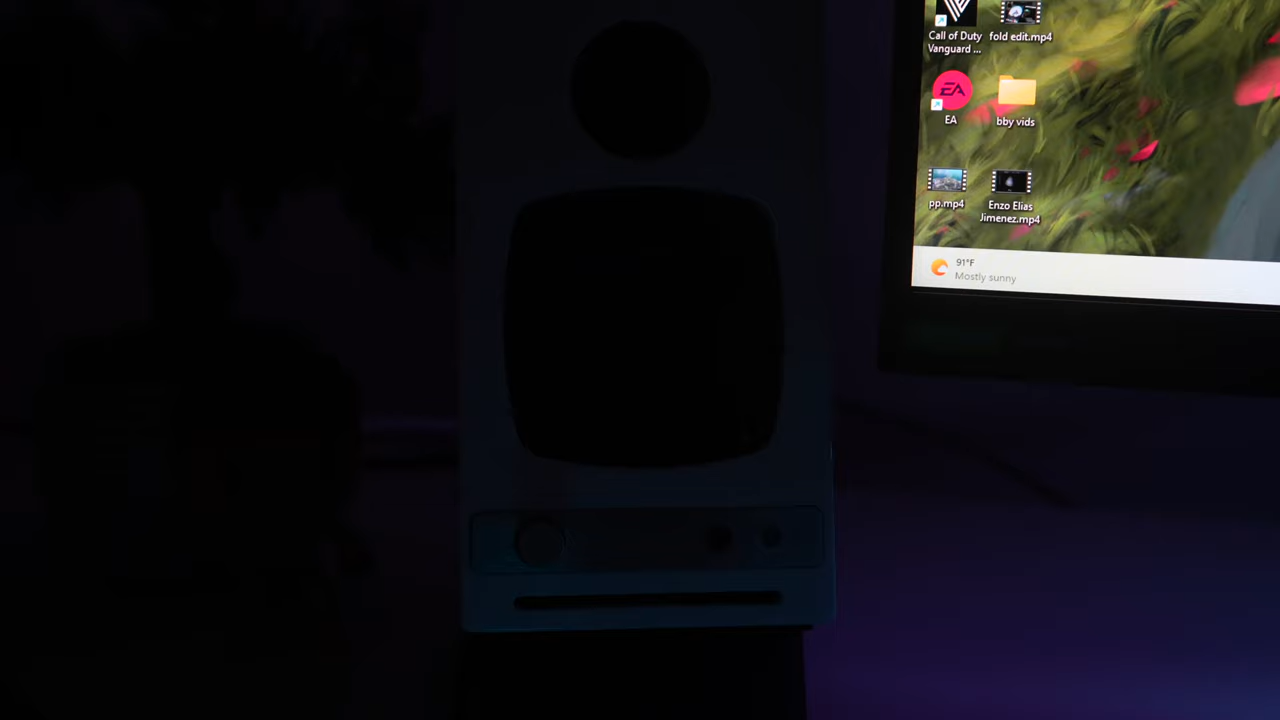 Call of Duty
Vanguard ...
fold edit.mp4
EA
EA
bby vids
pp.mp4
Enzo Elias
Jimenez.mp4
91°F
Mostly sunny